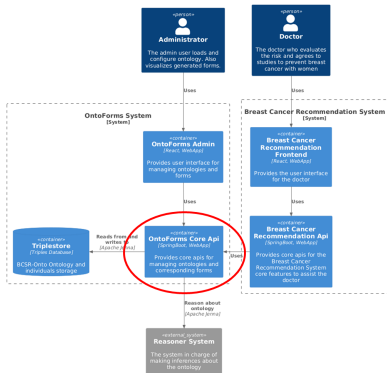 «person»
Administrator
The admin user loads and
configure ontology. Also
visualizes generated forms.
«person»
Doctor
The doctor who evaluates
the risk and agrees to
studies to prevent breast
cancer with women
Uses
Uses
OntoForms System
[System]
Breast Cancer Recommendation System
[System]
«container»
OntoForms Admin
[React, WebApp]
Provides user interface for
managing ontologies and
forms
«container»
Breast Cancer
Recommendation
Frontend
[React, WebApp]
Provides the user interface
for the doctor
Uses
Uses
«container»
Triplestore
[Triples Database]
BCSR-Onto Ontology and
individuals storage
Reads from and
writes to
[Apache Jenna]
«container»
OntoForms Core Api
[SpringBoot, WebApp]
Provides core apis for
managing ontologies and
corresponding forms
Uses
«container»
Breast Cancer
Recommendation Api
[SpringBoot, WebApp]
Provide core apis for the
Breast Cancer
Recommendation System
core features to assist the
doctor
Reason about
ontology
[Apache Jenna]
«external_system»
Reasoner System
The system in charge of
making inferences about
the ontology